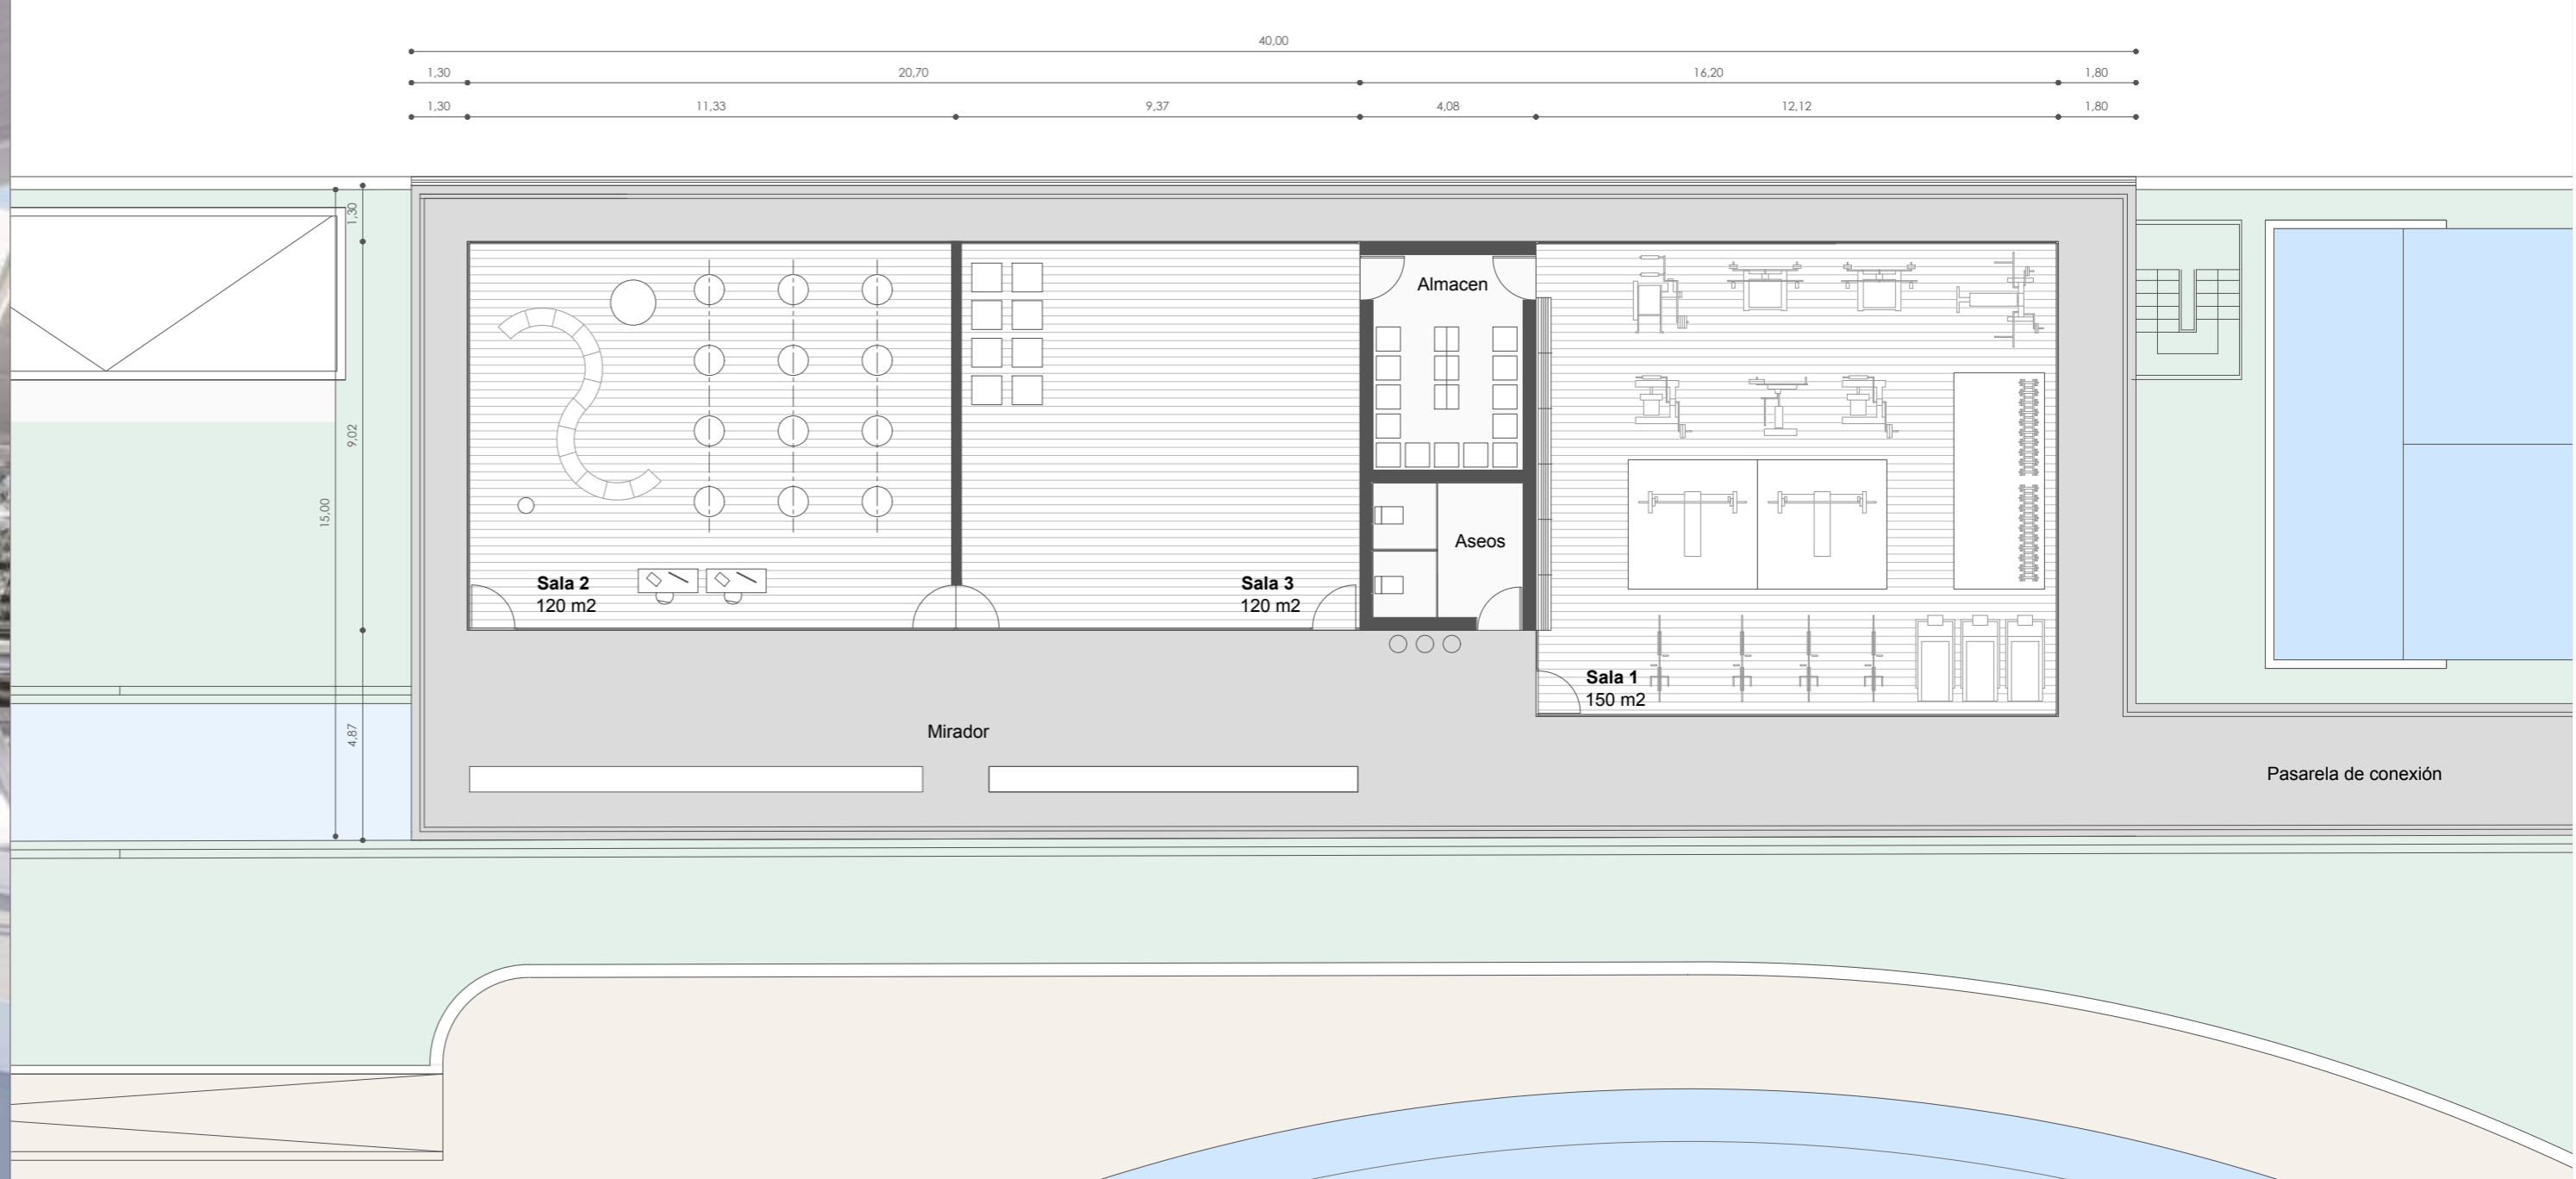 40,00
1,30 20,70 16,20 1,80
1,30 11,33 9,37 4,08 12,12 1,80
1,30
9,02
15,00
4,87
Almacen
Aseos
Sala 2
120 m2
Sala 3
120 m2
Sala 1
150 m2
Mirador
Pasarela de conexión